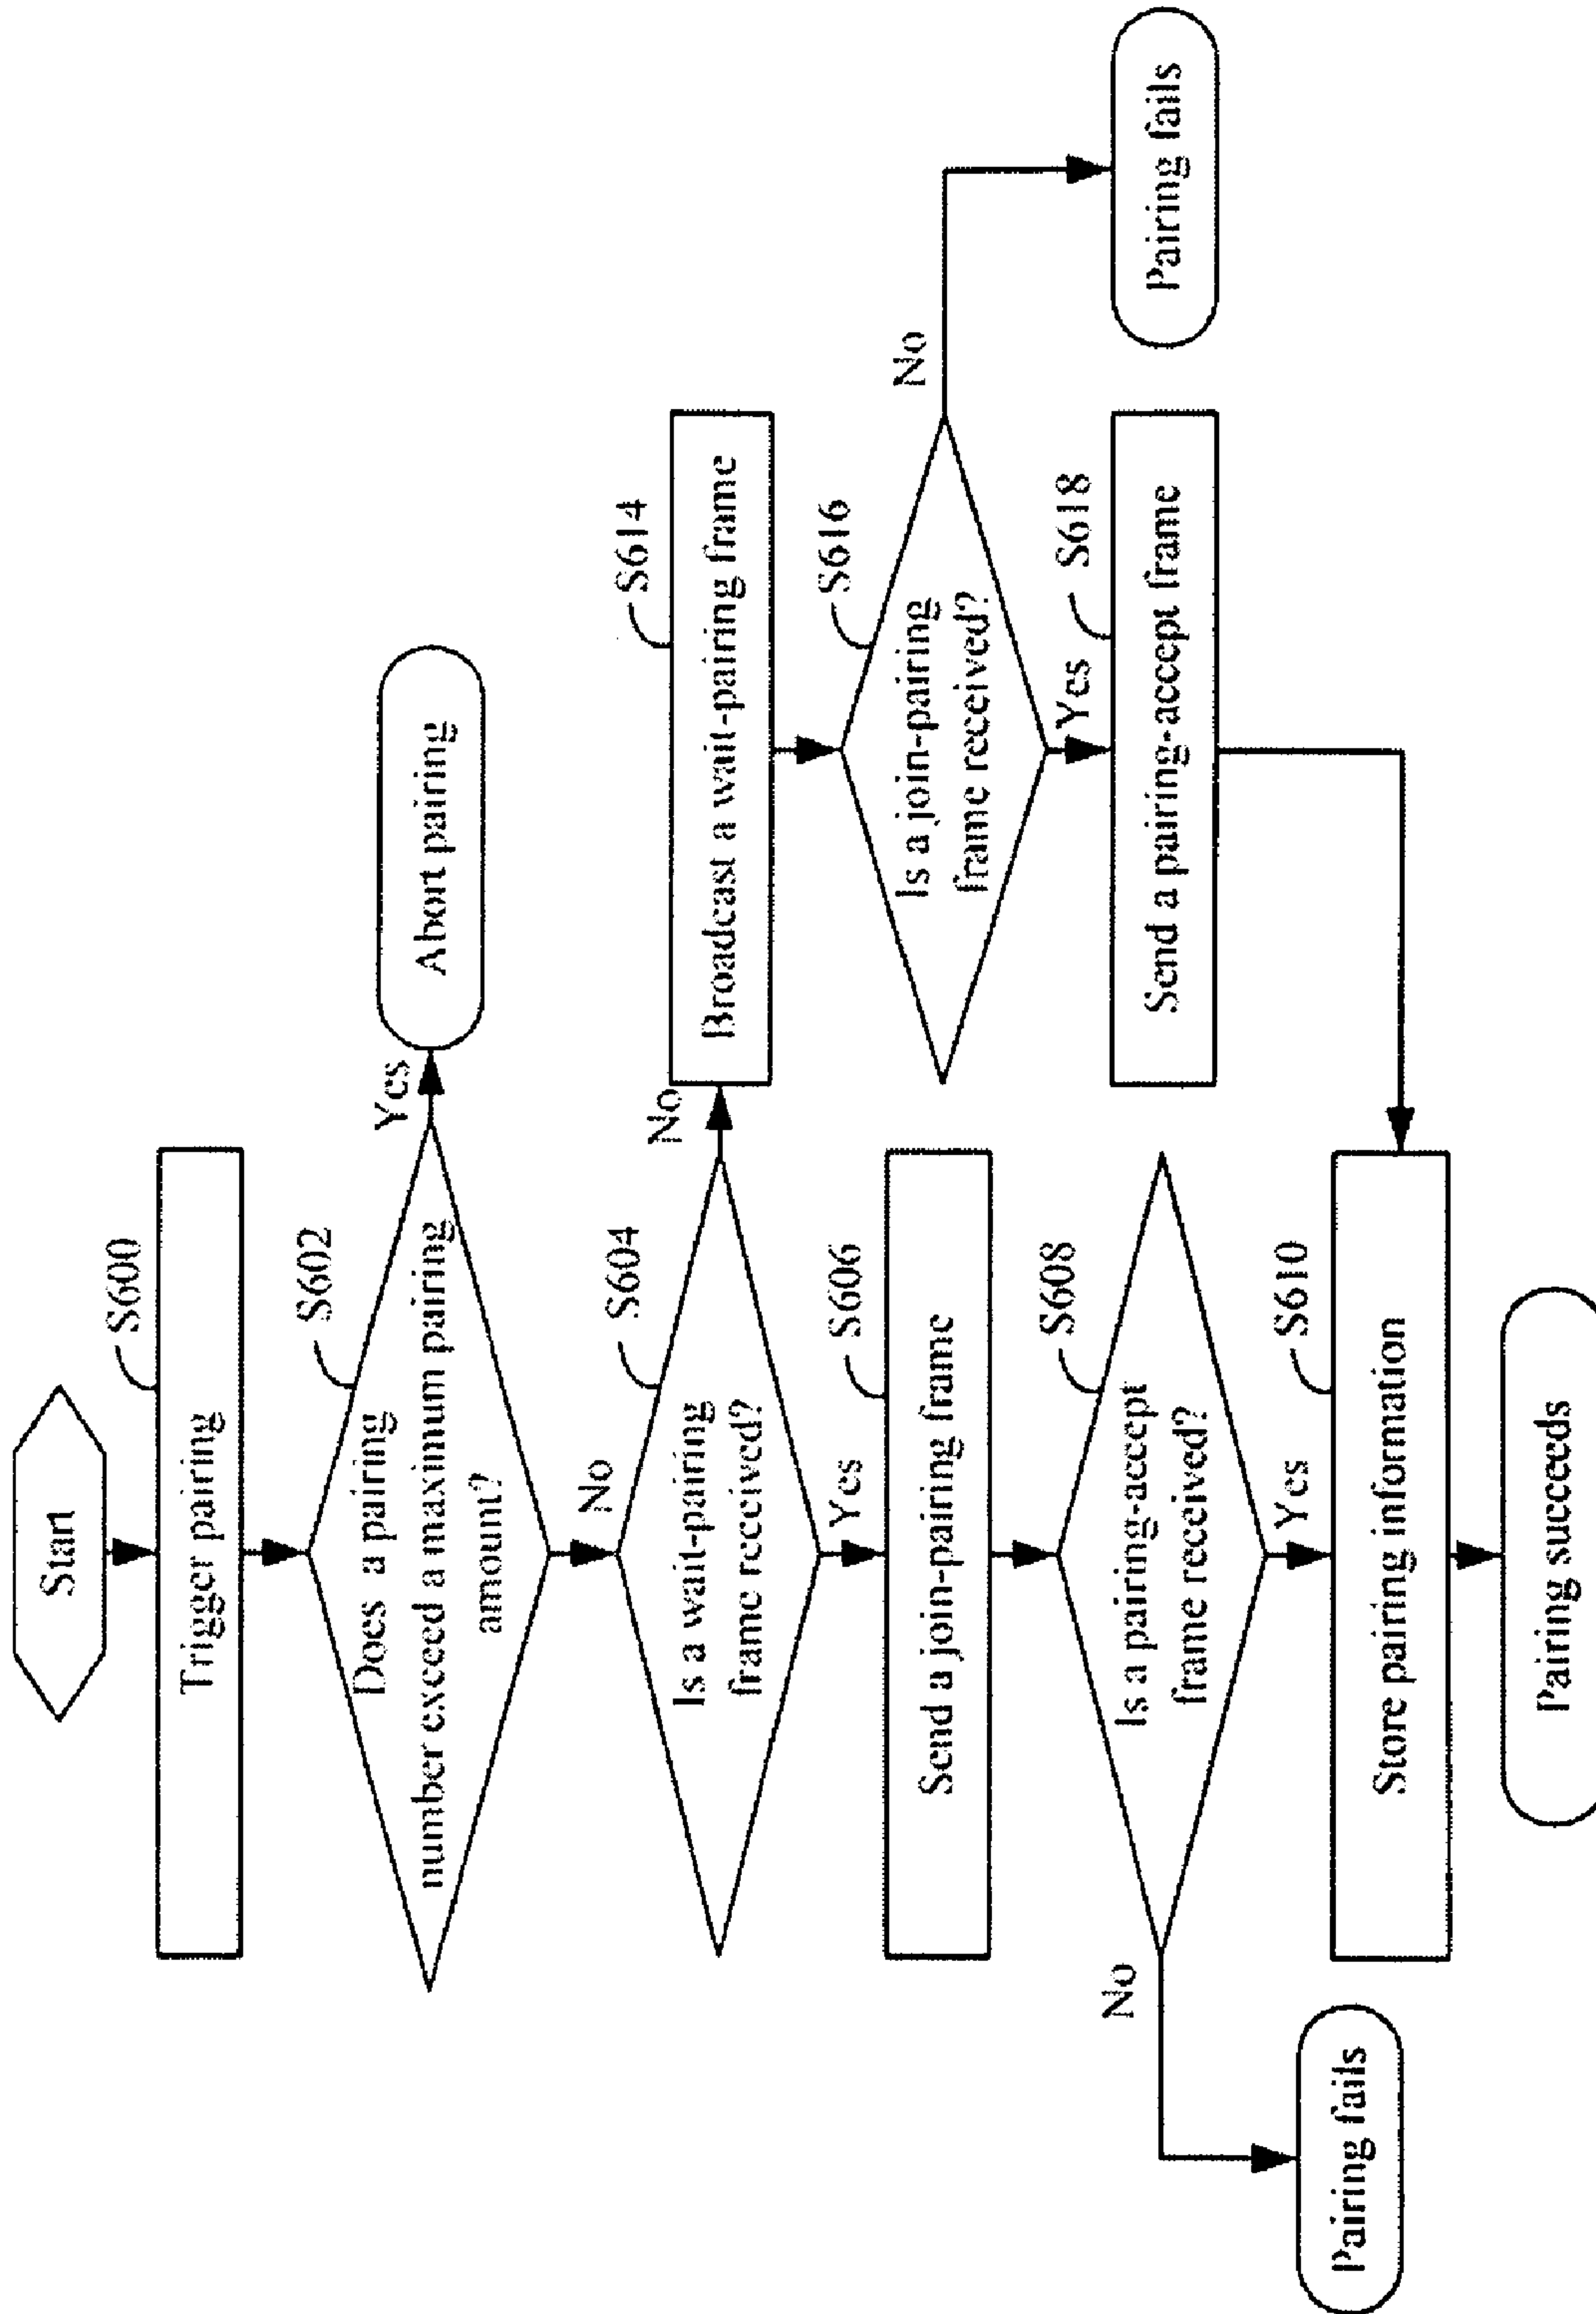 Start
S600
Trigger pairing
S602
Does a pairing
number exceed a maximum pairing
amount?
Yes
Abort pairing
No
S604
Is a wait-pairing
frame received?
No
S614
Broadcast a wait-pairing frame
Yes
S606
Send a join-pairing frame
S616
Is a join-pairing
frame received?
No
Pairing fails
Yes
S618
Send a pairing-accept frame
S608
Is a pairing-accept
frame received?
No
Pairing fails
Yes
S610
Store pairing information
Pairing succeeds